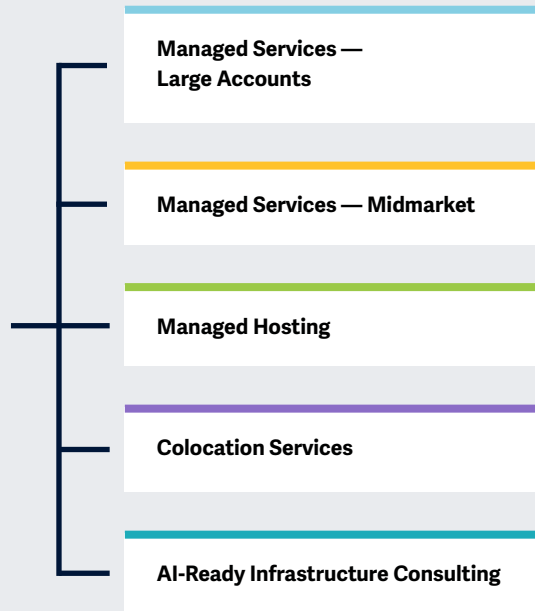 Managed Services —
Large Accounts
Managed Services — Midmarket
Managed Hosting
Colocation Services
AI-Ready Infrastructure Consulting